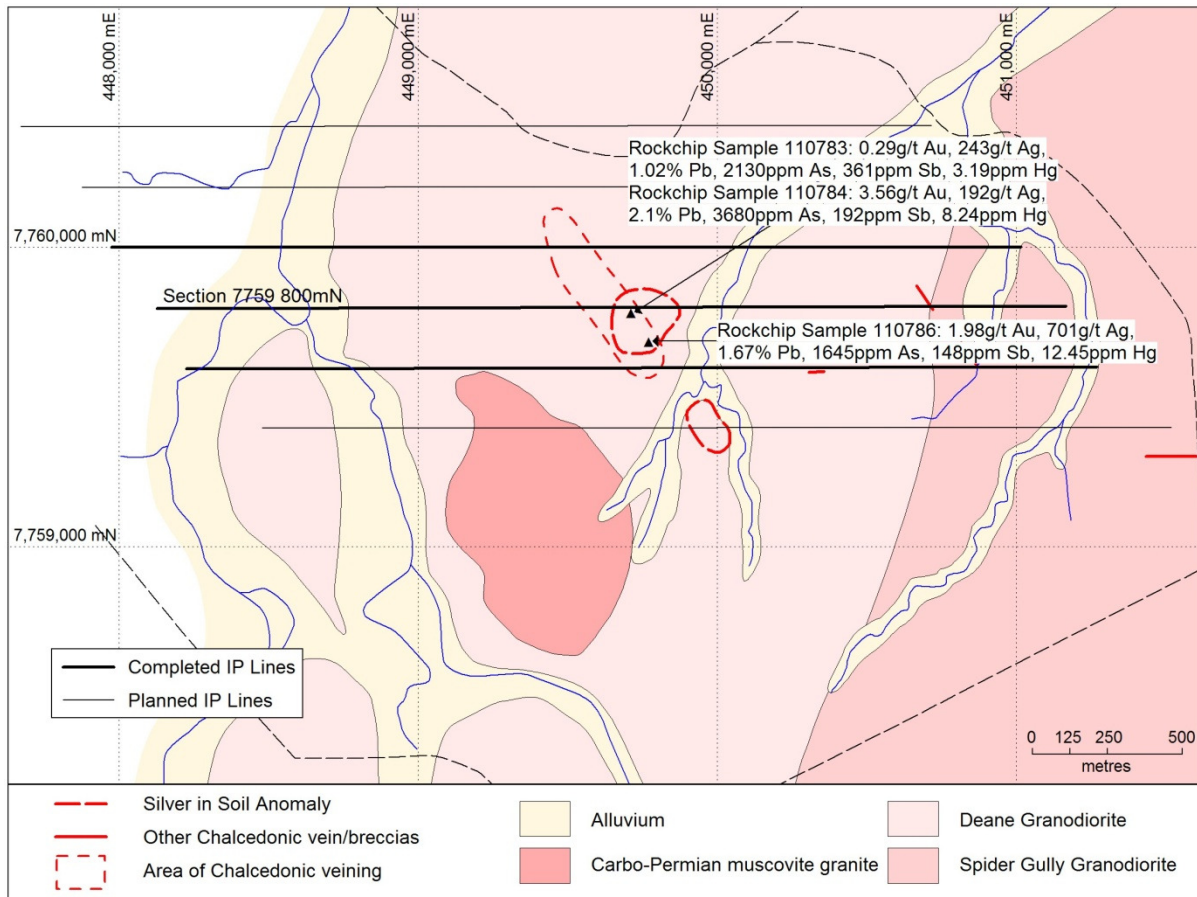 448,000 mE
449,000 mE
450,000 mE
451,000 mE
Rockchip Sample 110783: 0.29g/t Au, 243g/t Ag,
1.02% Pb, 2130ppm As, 361ppm Sb, 3.19ppm Hg
Rockchip Sample 110784: 3.56g/t Au, 192g/t Ag,
2.1% Pb, 3680ppm As, 192ppm Sb, 8.24ppm Hg
7,760,000 mN
Section 7759 800mN
Rockchip Sample 110786: 1.98g/t Au, 701g/t Ag,
1.67% Pb, 1645ppm As, 148ppm Sb, 12.45ppm Hg
7,759,000 mN
Completed IP Lines
Planned IP Lines
0 125 250 500
metres
Silver in Soil Anomaly
Other Chalcedonic vein/breccias
Area of Chalcedonic veining
Alluvium
Carbo-Permian muscovite granite
Deane Granodiorite
Spider Gully Granodiorite